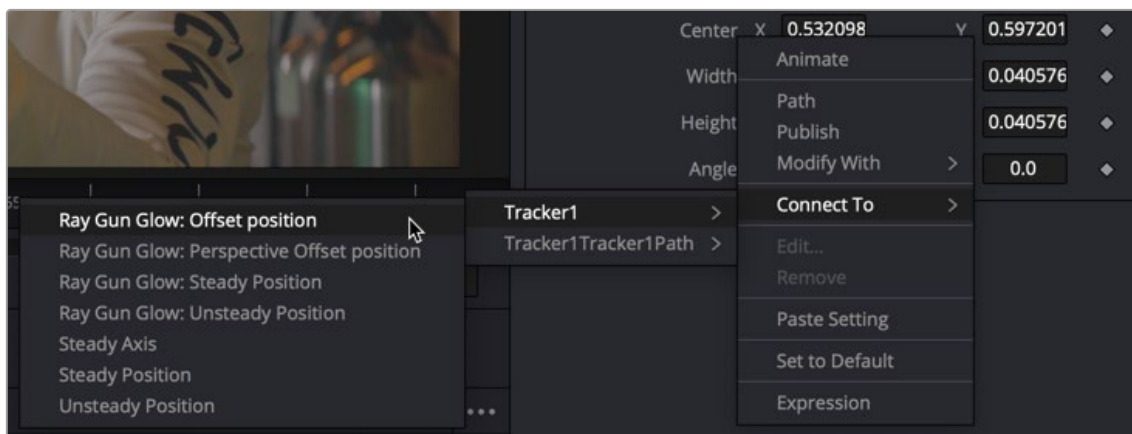 Center X 0.532098 Y 0.597201
Width 0.040576
Height 0.040576
Angle 0.0
Animate
Path
Publish
Modify With >
Connect To >
Edit...
Remove
Paste Setting
Set to Default
Expression
Tracker1 >
Tracker1Tracker1Path >
Ray Gun Glow: Offset position
Ray Gun Glow: Perspective Offset position
Ray Gun Glow: Steady Position
Ray Gun Glow: Unsteady Position
Steady Axis
Steady Position
Unsteady Position